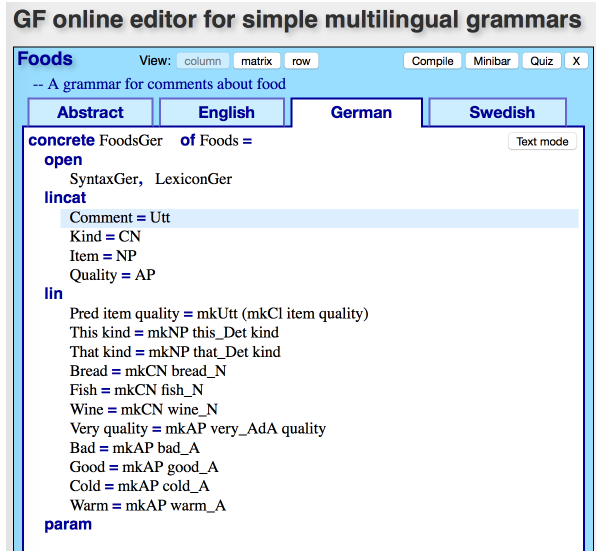 GF online editor for simple multilingual grammars
Foods View: column matrix row Compile Minibar Quiz X
-- A grammar for comments about food
Abstract English German Swedish
concrete FoodsGer of Foods = Text mode
open
SyntaxGer, LexiconGer
lincat
Comment = Utt
Kind = CN
Item = NP
Quality = AP
lin
Pred item quality = mkUtt (mkCl item quality)
This kind = mkNP this_Det kind
That kind = mkNP that_Det kind
Bread = mkCN bread_N
Fish = mkCN fish_N
Wine = mkCN wine_N
Very quality = mkAP very_AdA quality
Bad = mkAP bad_A
Good = mkAP good_A
Cold = mkAP cold_A
Warm = mkAP warm_A
param